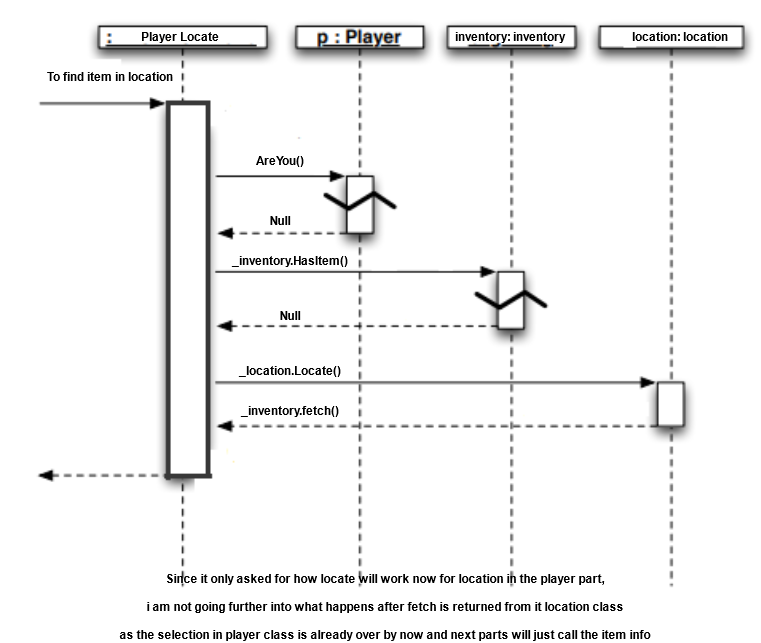 : Player Locate
p : Player
inventory: inventory
location: location
To find item in location
AreYou()
Null
_inventory.HasItem()
Null
_location.Locate()
_inventory.fetch()
Since it only asked for how locate will work now for location in the player part,
i am not going further into what happens after fetch is returned from it location class
as the selection in player class is already over by now and next parts will just call the item info